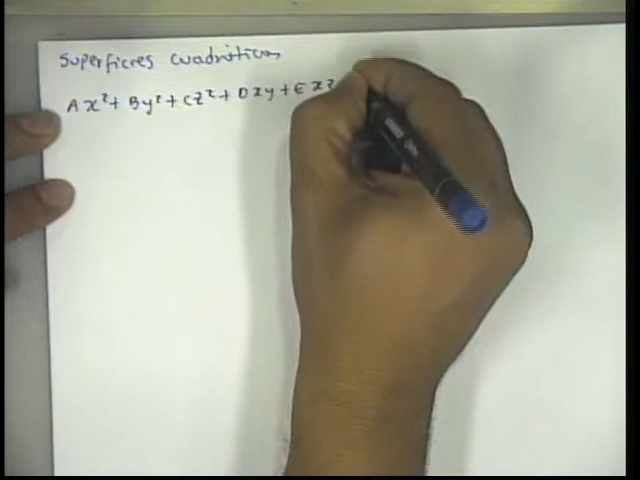 Superficies cuadráticas
Ax² + By² + Cz² + Dxy + Exz